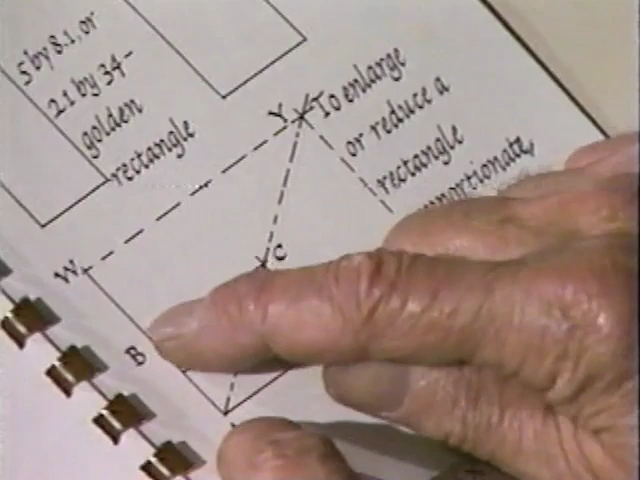 5 by 8.1, or
21 by 34-
golden
rectangle
Y
To enlarge
or reduce a
rectangle
W
C
B